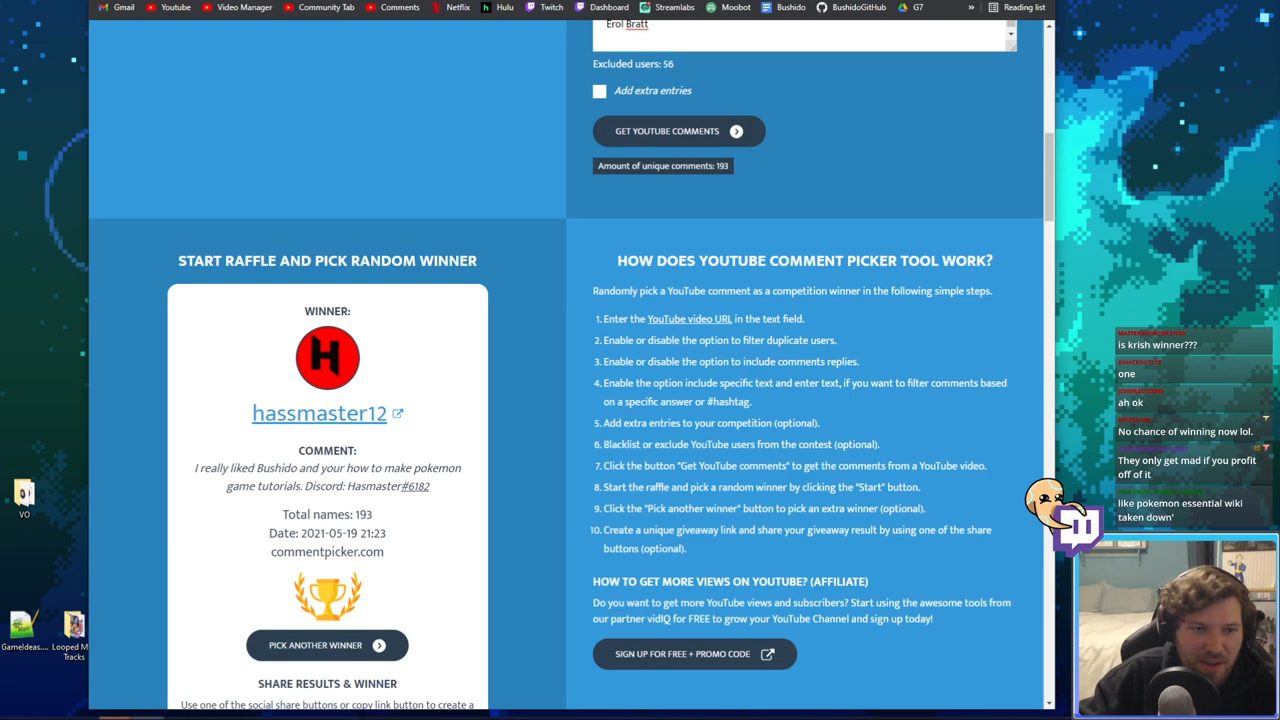 Gmail
Youtube
Video Manager
Community Tab
Comments
Netflix
Hulu
Twitch
Dashboard
Streamlabs
Moobot
Bushido
BushidoGitHub
G7
»
Reading list
Erol Bratt
Excluded users: 56
Add extra entries
GET YOUTUBE COMMENTS
Amount of unique comments: 193
START RAFFLE AND PICK RANDOM WINNER
WINNER:
H
hassmaster12
COMMENT:
I really liked Bushido and your how to make pokemon
game tutorials. Discord: Hasmaster#6182
Total names: 193
Date: 2021-05-19 21:23
commentpicker.com
PICK ANOTHER WINNER
SHARE RESULTS & WINNER
Use one of the social share buttons or copy link button to create a
HOW DOES YOUTUBE COMMENT PICKER TOOL WORK?
Randomly pick a YouTube comment as a competition winner in the following simple steps.
1. Enter the YouTube video URL in the text field.
2. Enable or disable the option to filter duplicate users.
3. Enable or disable the option to include comments replies.
4. Enable the option include specific text and enter text, if you want to filter comments based
on a specific answer or #hashtag.
5. Add extra entries to your competition (optional).
6. Blacklist or exclude YouTube users from the contest (optional).
7. Click the button "Get YouTube comments" to get the comments from a YouTube video.
8. Start the raffle and pick a random winner by clicking the "Start" button.
9. Click the "Pick another winner" button to pick an extra winner (optional).
10. Create a unique giveaway link and share your giveaway result by using one of the share
buttons (optional).
HOW TO GET MORE VIEWS ON YOUTUBE? (AFFILIATE)
Do you want to get more YouTube views and subscribers? Start using the awesome tools from
our partner vidIQ for FREE to grow your YouTube Channel and sign up today!
SIGN UP FOR FREE + PROMO CODE
is krish winner???
one
ah ok
No chance of winning now lol.
They only get mad if you profit
off of it
like pokemon essential wiki
taken down'
VO
GameIdeas....
Looped M
Tracks